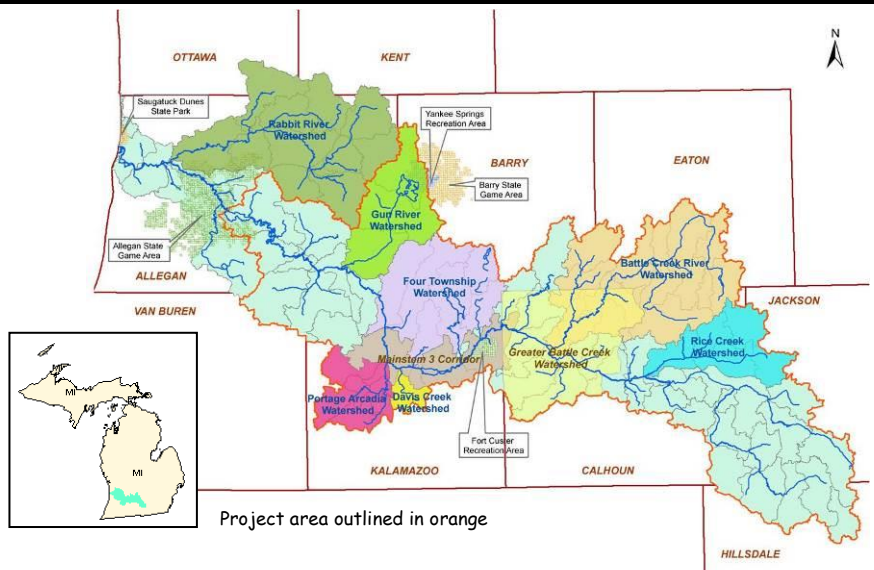 OTTAWA
KENT
N
Saugatuck Dunes
State Park
Rabbit River
Watershed
Yankee Springs
Recreation Area
BARRY
EATON
Barry State
Game Area
Gun River
Watershed
Allegan State
Game Area
ALLEGAN
Battle Creek River
Watershed
Four Township
Watershed
VAN BUREN
JACKSON
Rice Creek
Watershed
Mainstem 3 Corridor
Greater Battle Creek
Watershed
Portage Arcadia
Watershed
Davis Creek
Watershed
Fort Custer
Recreation Area
KALAMAZOO
CALHOUN
MI
MI
Project area outlined in orange
HILLSDALE